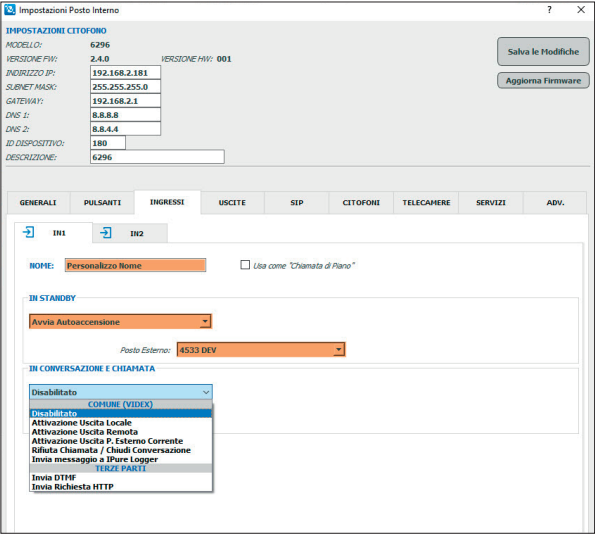 Impostazioni Posto Interno
IMPOSTAZIONI CITOFONO
MODELLO: 6296
VERSIONE FW: 2.4.0 VERSIONE HW: 001
INDIRIZZO IP: 192.168.2.181
SUBNET MASK: 255.255.255.0
GATEWAY: 192.168.2.1
DNS 1: 8.8.8.8
DNS 2: 8.8.4.4
ID DISPOSITIVO: 180
DESCRIZIONE: 6296
Salva le Modifiche
Aggiorna Firmware
GENERALI PULSANTI INGRESSI USCITE SIP CITOFONI TELECAMERE SERVIZI ADV.
IN1 IN2
NOME: Personalizzo Nome Usa come "Chiamata di Piano"
IN STANDBY
Avvia Autoaccensione
Posto Esterno: 4533 DEV
IN CONVERSAZIONE E CHIAMATA
Disabilitato
COMUNE (VIDEX)
Disabilitato
Attivazione Uscita Locale
Attivazione Uscita Remota
Attivazione Uscita P. Esterno Corrente
Rifiuta Chiamata / Chiudi Conversazione
Invia messaggio a IPure Logger
TERZE PARTI
Invia DTMF
Invia Richiesta HTTP